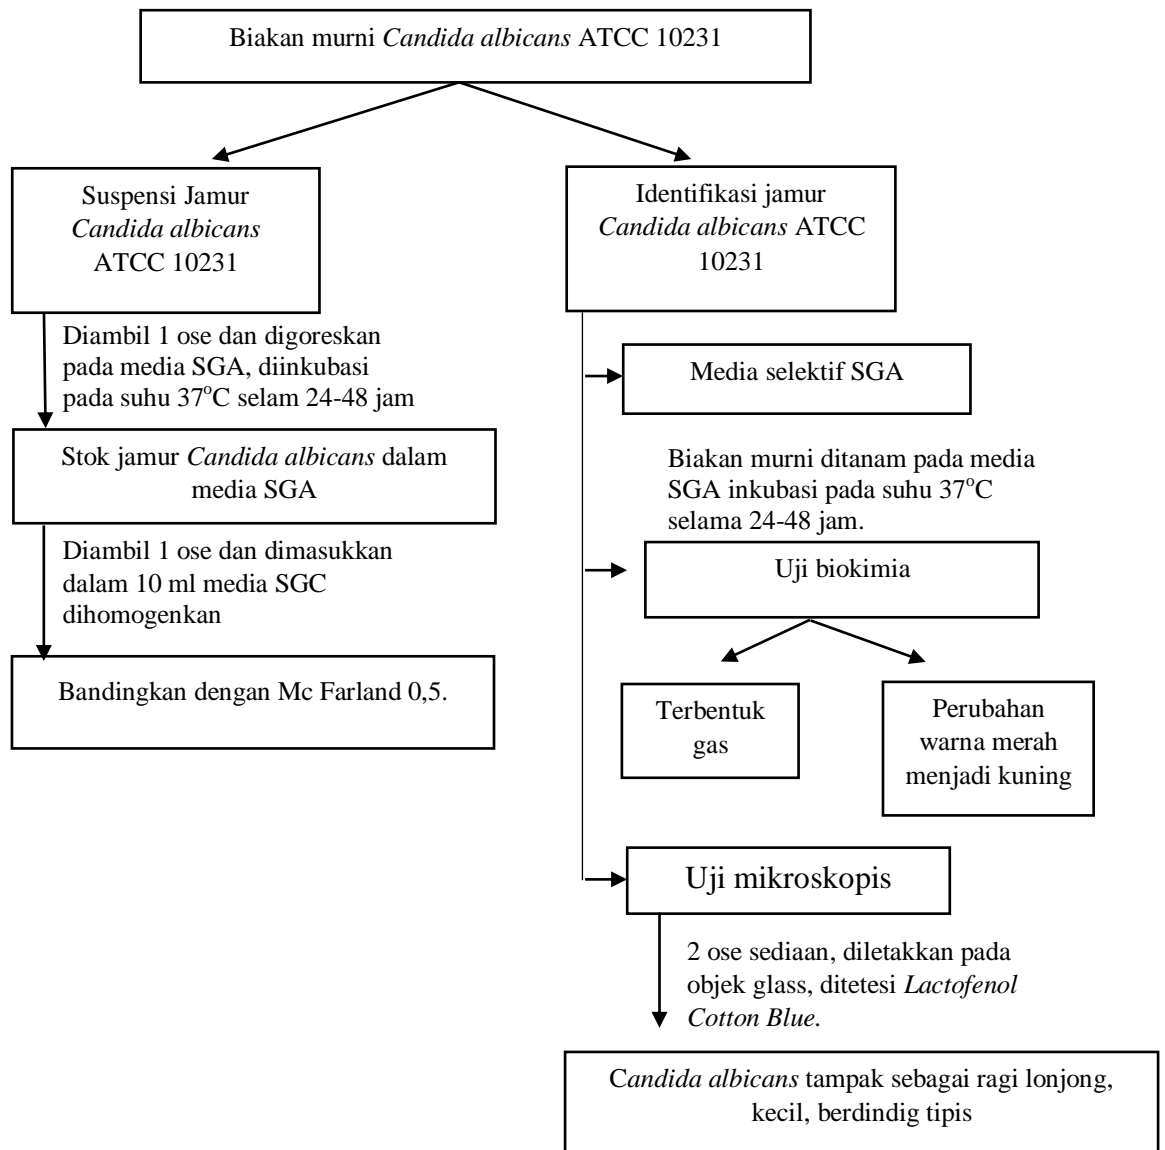 Biakan murni Candida albicans ATCC 10231
Suspensi Jamur
Candida albicans
ATCC 10231
Diambil 1 ose dan digoreskan
pada media SGA, diinkubasi
pada suhu 37°C selam 24-48 jam
Stok jamur Candida albicans dalam
media SGA
Diambil 1 ose dan dimasukkan
dalam 10 ml media SGC
dihomogenkan
Bandingkan dengan Mc Farland 0,5.
Identifikasi jamur
Candida albicans ATCC
10231
Media selektif SGA
Biakan murni ditanam pada media
SGA inkubasi pada suhu 37°C
selama 24-48 jam.
Uji biokimia
Terbentuk
gas
Perubahan
warna merah
menjadi kuning
Uji mikroskopis
2 ose sediaan, diletakkan pada
objek glass, ditetesi Lactofenol
Cotton Blue.
Candida albicans tampak sebagai ragi lonjong,
kecil, berdindig tipis